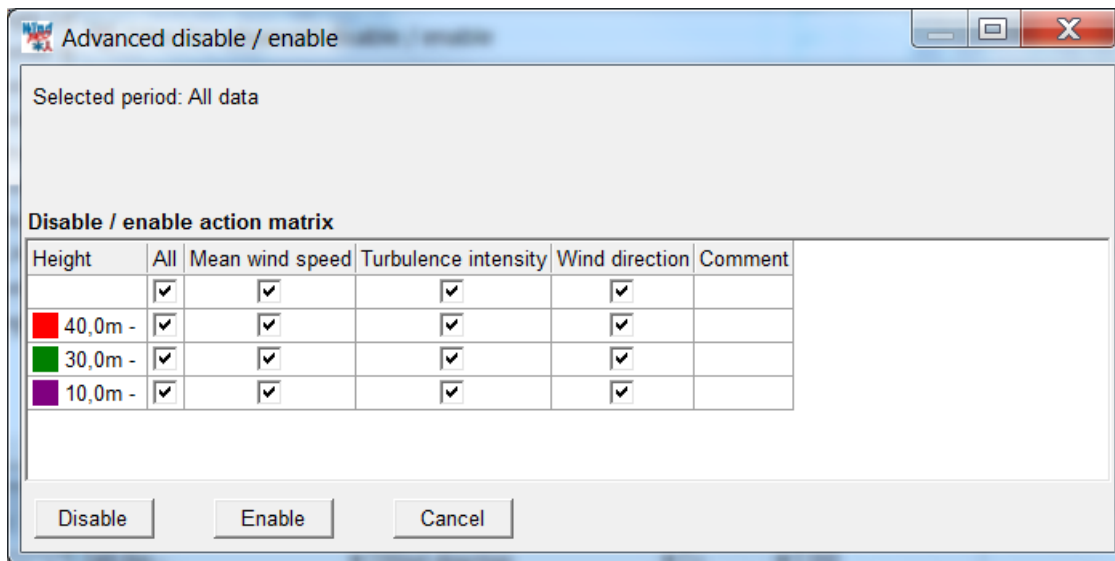 Wind
Advanced disable / enable
Selected period: All data
Disable / enable action matrix
Height All Mean wind speed Turbulence intensity Wind direction Comment
40,0m -
30,0m -
10,0m -
Disable Enable Cancel